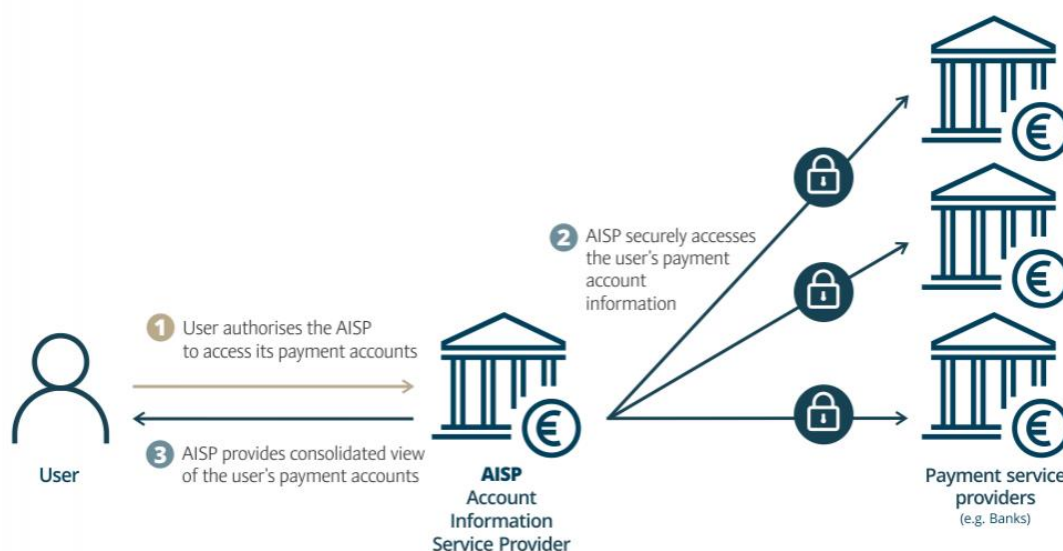 1 User authorises the AISP
to access its payment accounts
2 AISP securely accesses
the user's payment
account
information
3 AISP provides consolidated view
of the user's payment accounts
User
AISP
Account
Information
Service Provider
Payment service
providers
(e.g. Banks)
€
€
€
€